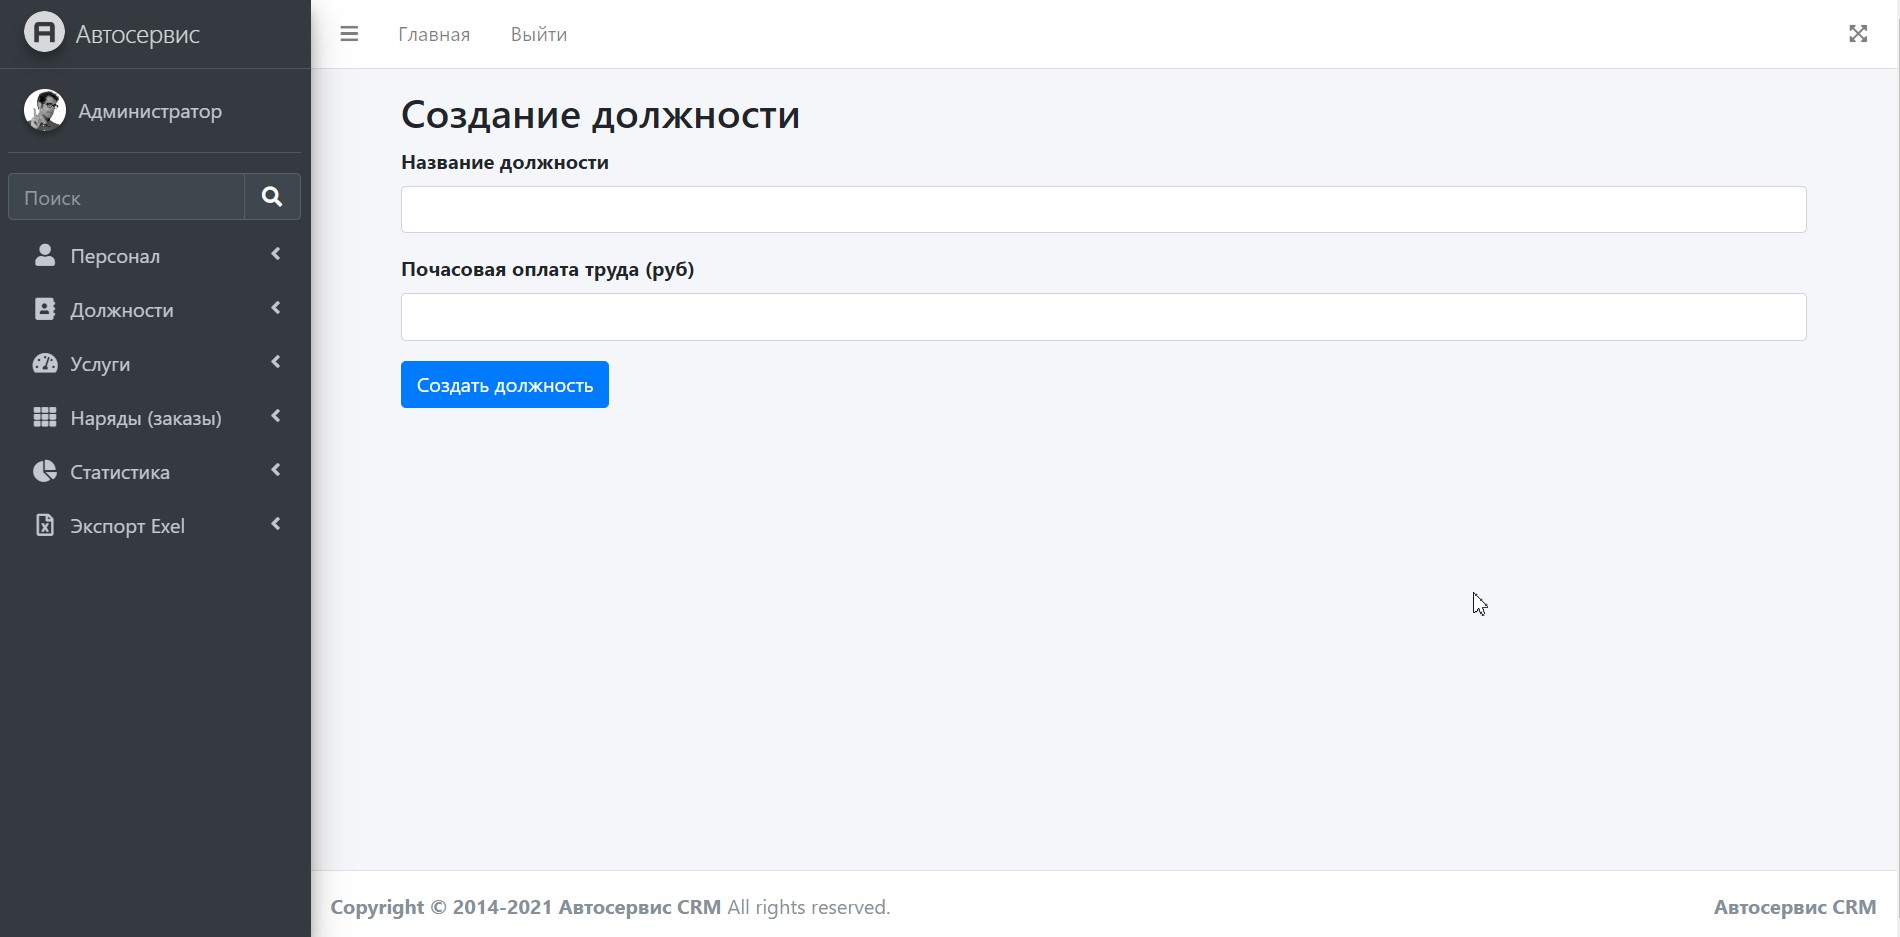 Автосервис
Главная
Выйти
Администратор
Поиск
Персонал
Должности
Услуги
Наряды (заказы)
Статистика
Экспорт Exel
Создание должности
Название должности
Почасовая оплата труда (руб)
Создать должность
Copyright © 2014-2021 Автосервис CRM All rights reserved.
Автосервис CRM